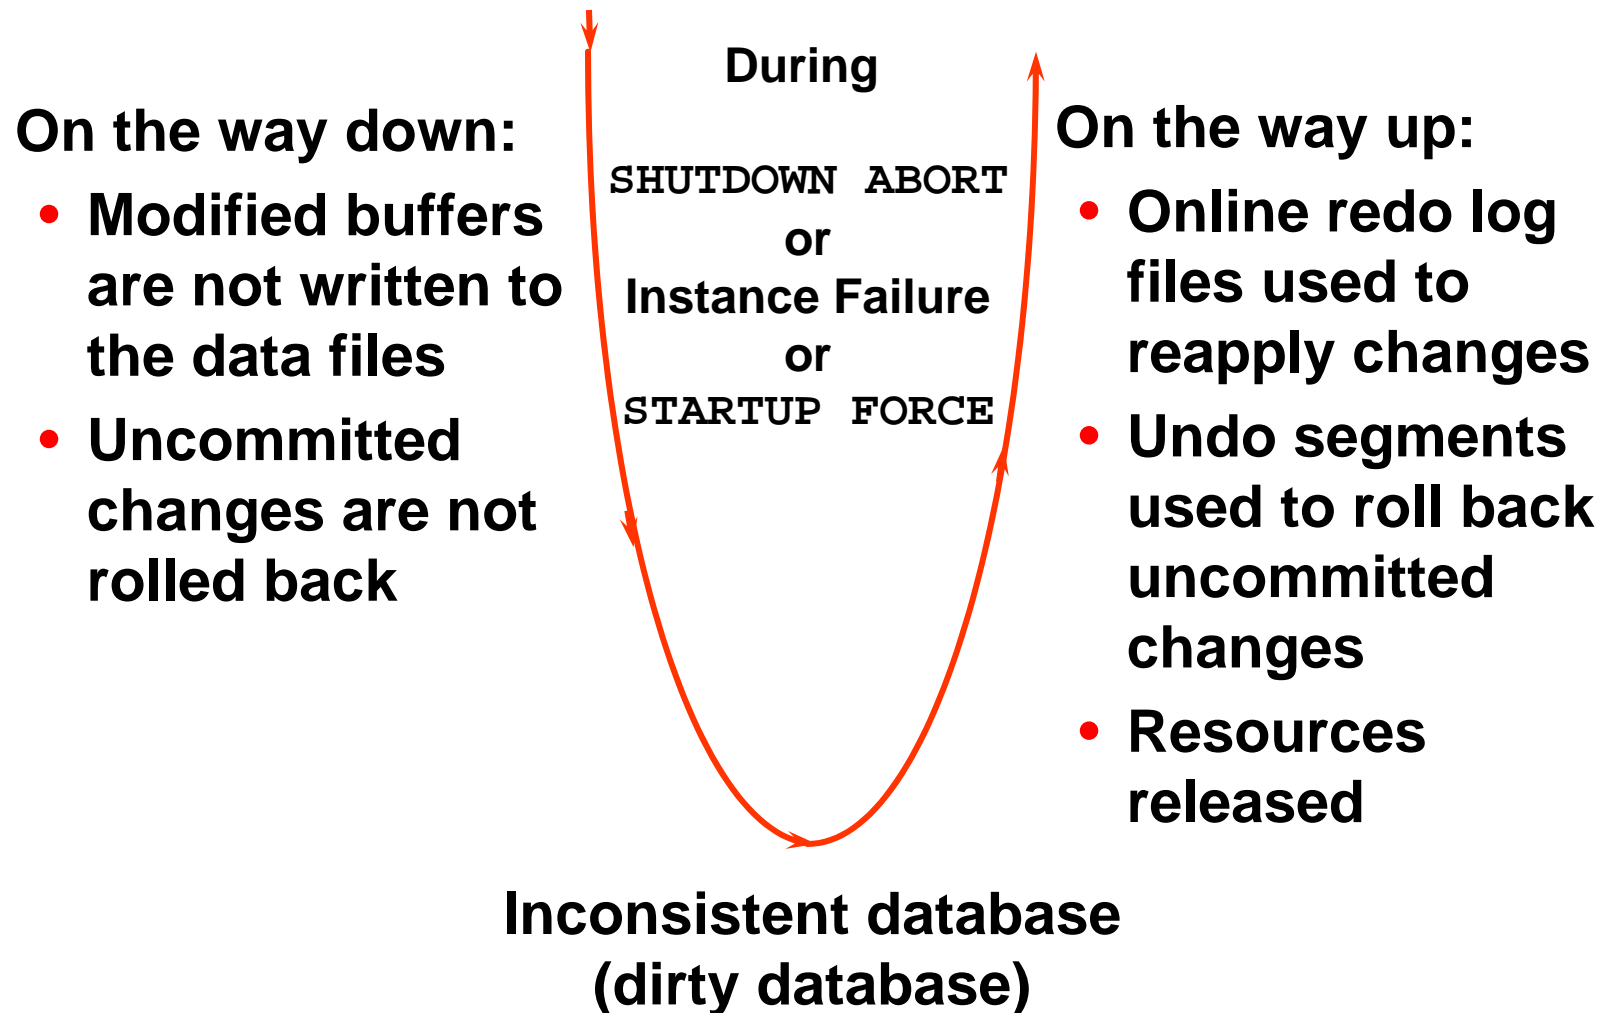 On the way down:
• Modified buffers
are not written to
the data files
• Uncommitted
changes are not
rolled back
During
SHUTDOWN ABORT
or
Instance Failure
or
STARTUP FORCE
On the way up:
• Online redo log
files used to
reapply changes
• Undo segments
used to roll back
uncommitted
changes
• Resources
released
Inconsistent database
(dirty database)